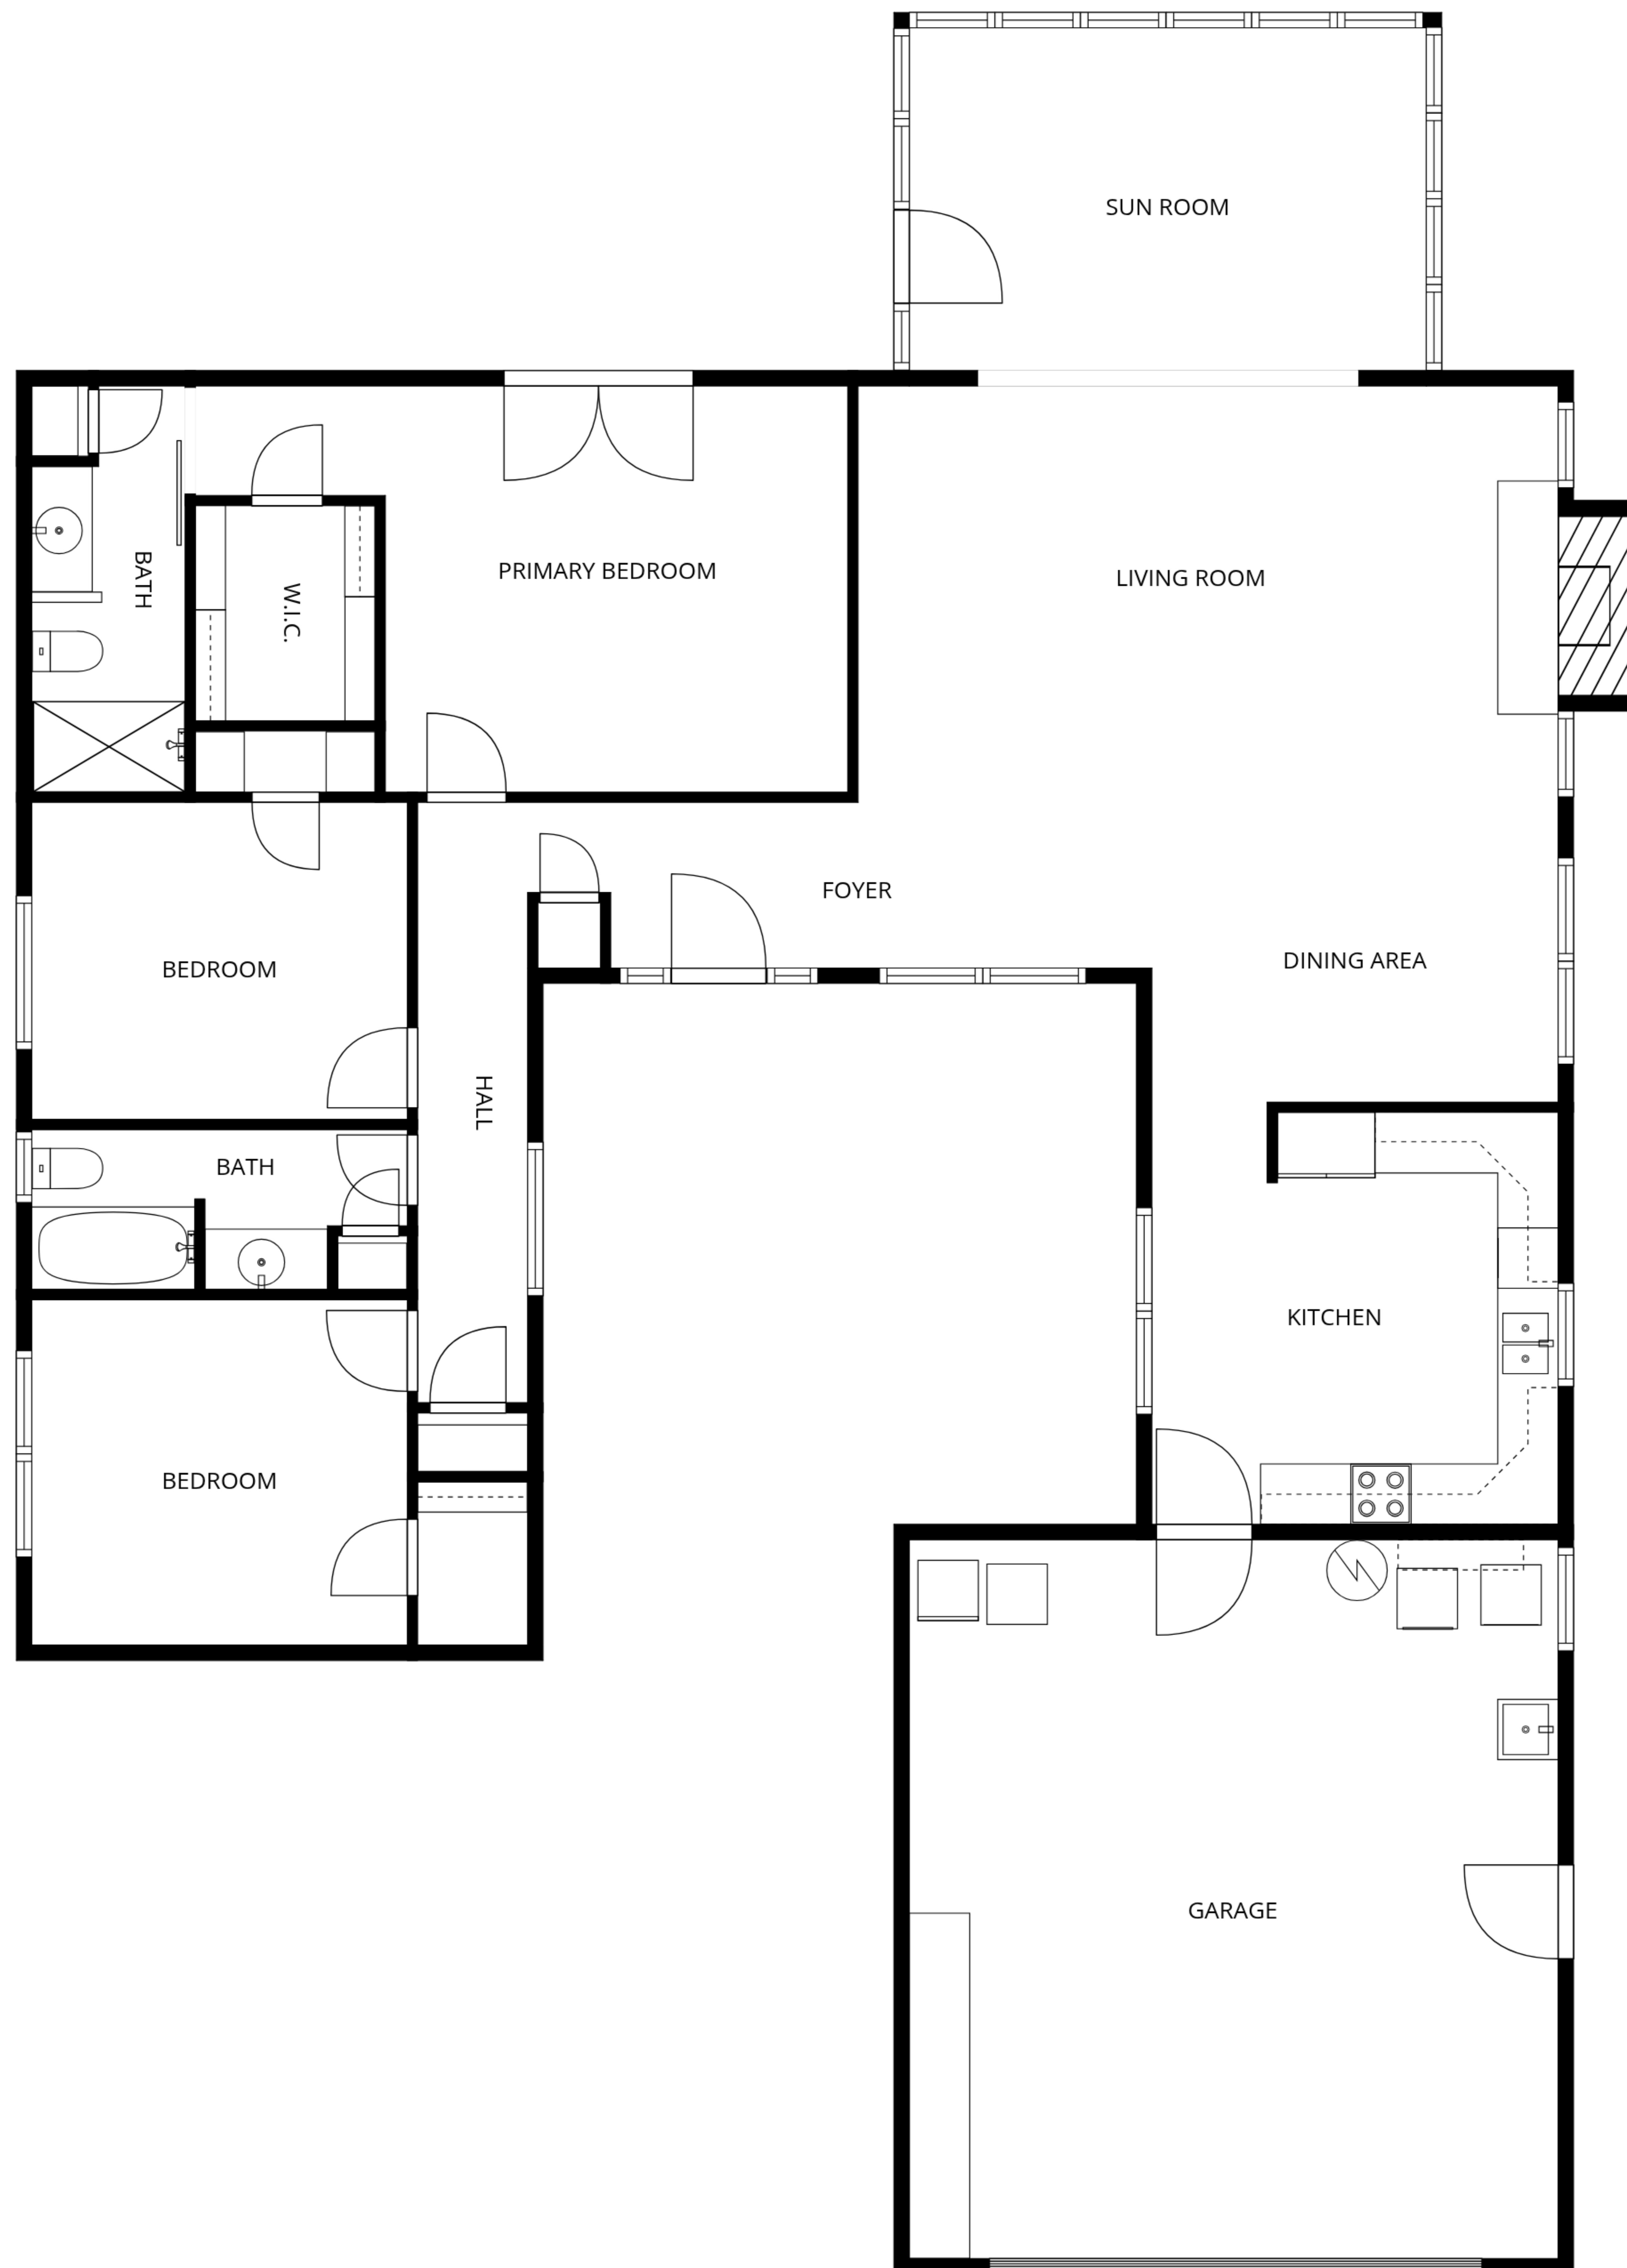 SUN ROOM
BATH
W.I.C.
PRIMARY BEDROOM
LIVING ROOM
FOYER
BEDROOM
DINING AREA
HALL
BATH
KITCHEN
BEDROOM
GARAGE